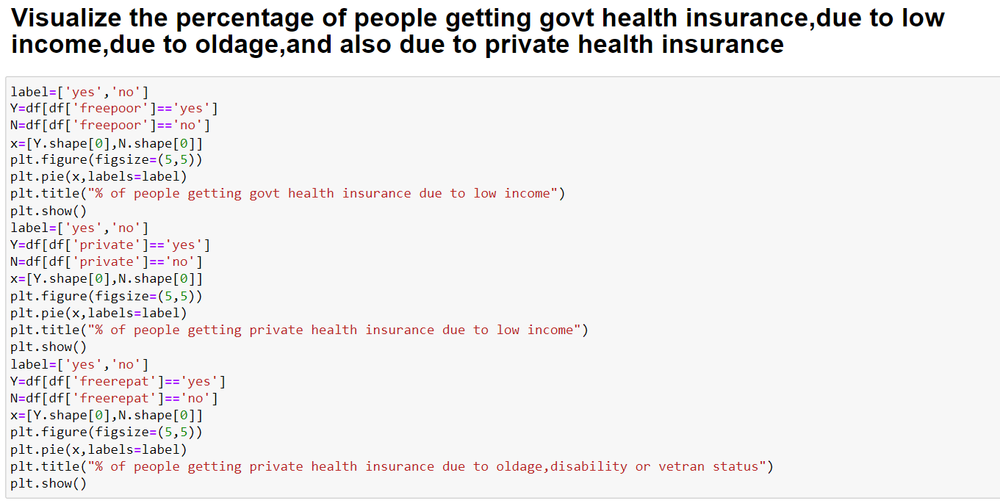 Visualize the percentage of people getting govt health insurance,due to low
income,due to oldage,and also due to private health insurance
label=['yes','no']
Y=df[df['freepoor']=='yes']
N=df[df['freepoor']=='no']
x=[Y.shape[0],N.shape[0]]
plt.figure(figsize=(5,5))
plt.pie(x,labels=label)
plt.title("% of people getting govt health insurance due to low income")
plt.show()
label=['yes','no']
Y=df[df['private']=='yes']
N=df[df['private']=='no']
x=[Y.shape[0],N.shape[0]]
plt.figure(figsize=(5,5))
plt.pie(x,labels=label)
plt.title("% of people getting private health insurance due to low income")
plt.show()
label=['yes','no']
Y=df[df['freerepat']=='yes']
N=df[df['freerepat']=='no']
x=[Y.shape[0],N.shape[0]]
plt.figure(figsize=(5,5))
plt.pie(x,labels=label)
plt.title("% of people getting private health insurance due to oldage,disability or vetran status")
plt.show()